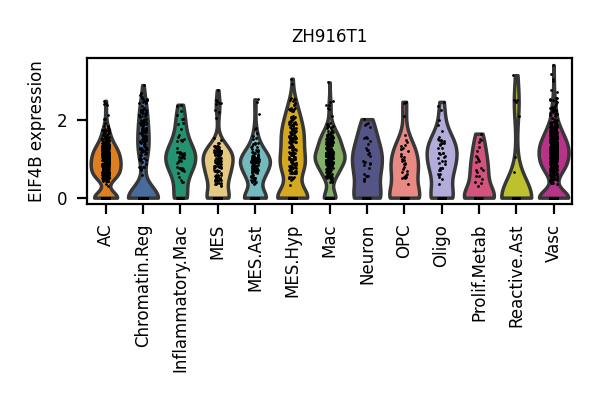 ZH916T1
EIF4B expression
2
0
AC
Chromatin.Reg
Inflammatory.Mac
MES
MES.Ast
MES.Hyp
Mac
Neuron
OPC
Oligo
Prolif.Metab
Reactive.Ast
Vasc